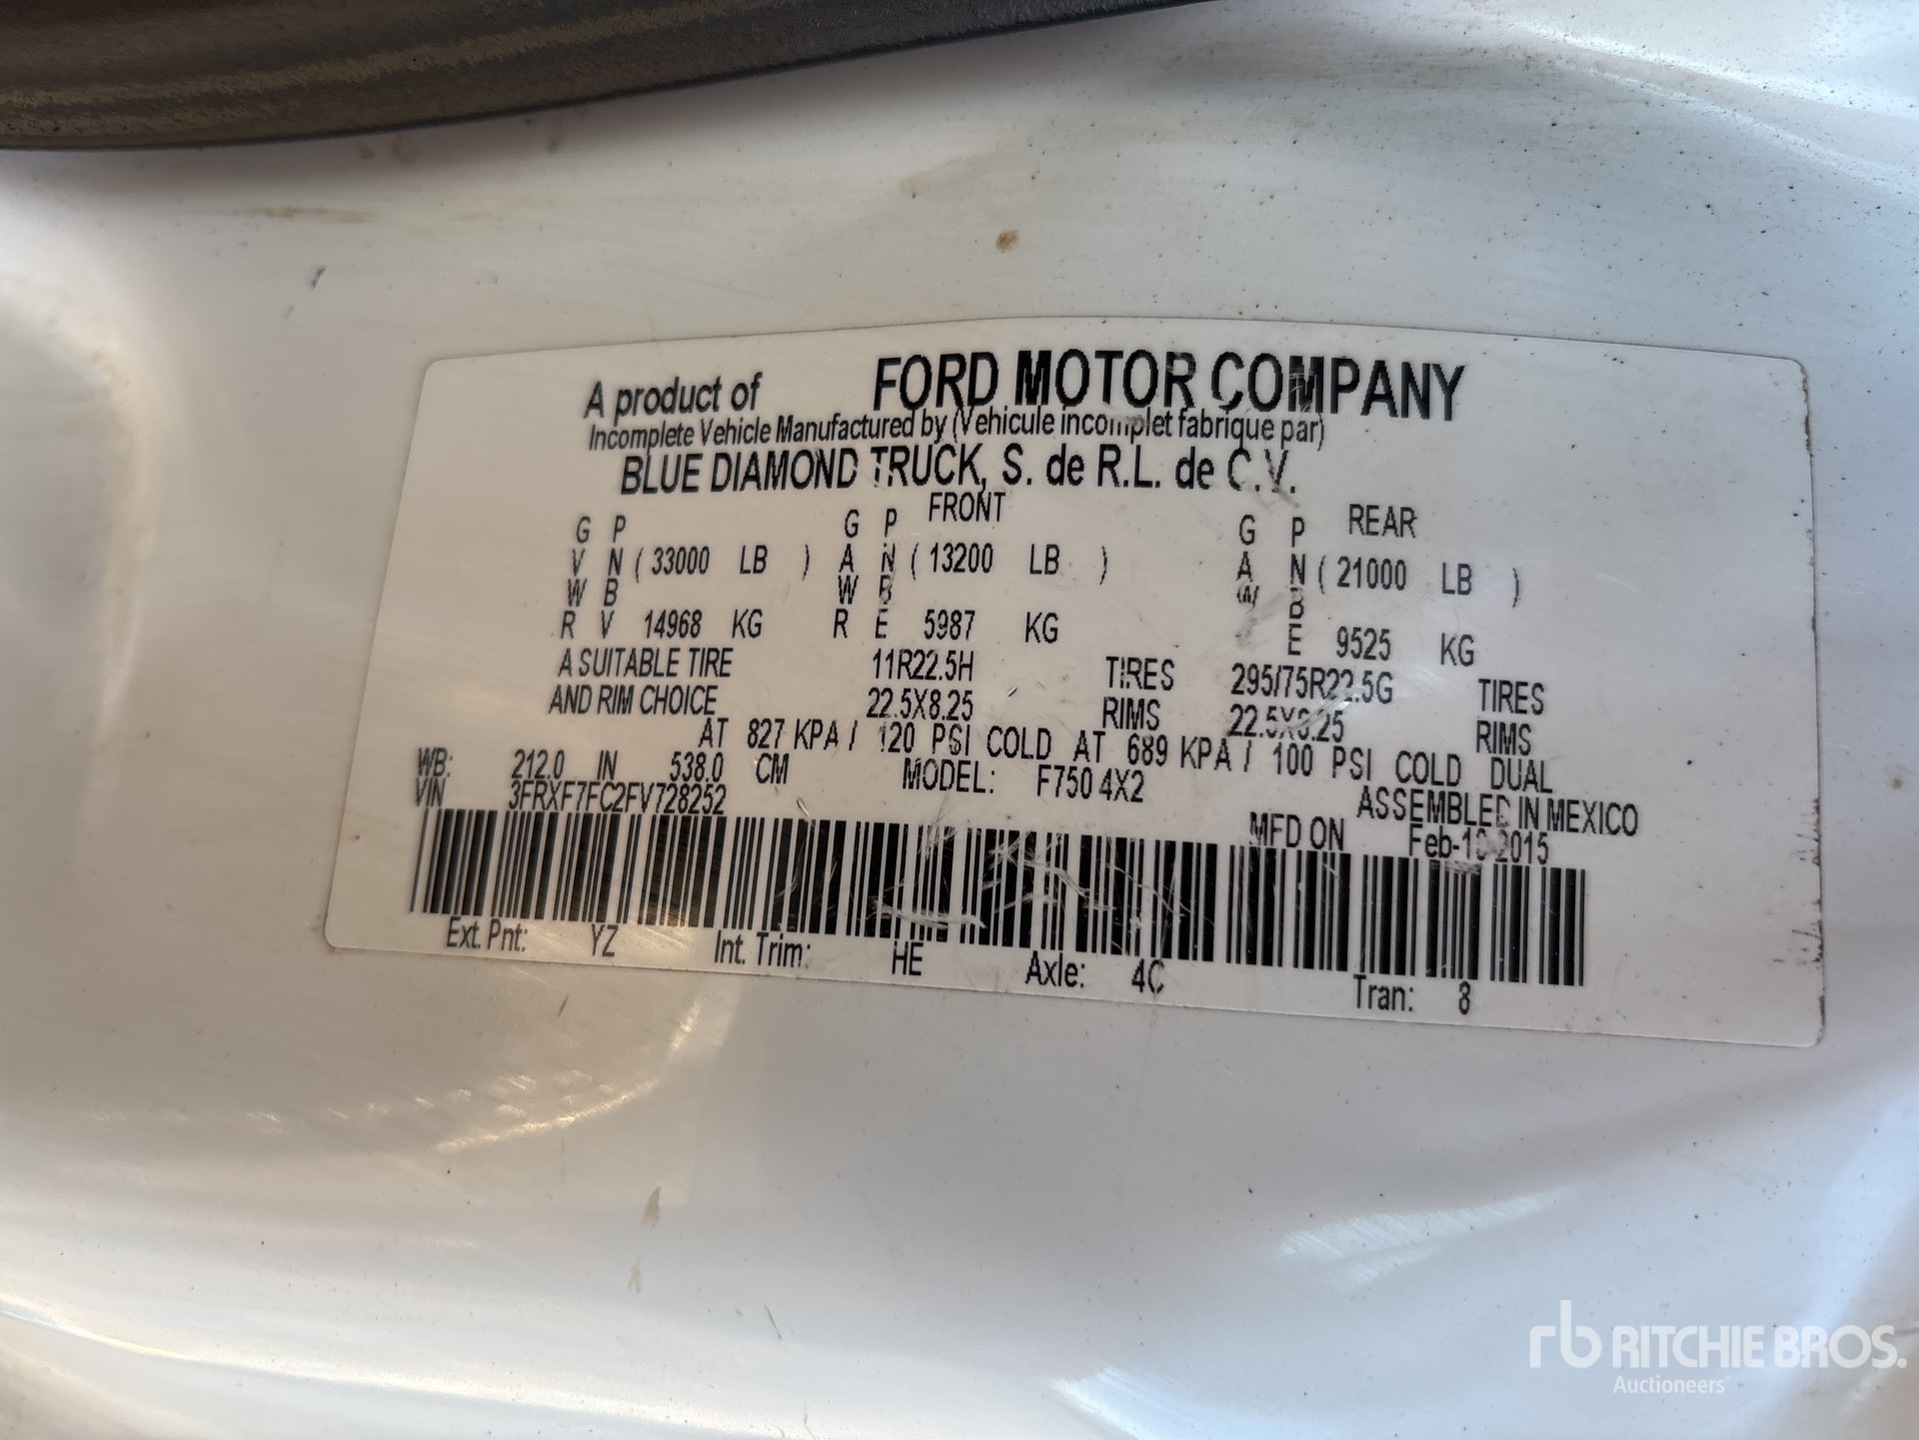 A product of FORD MOTOR COMPANY
Incomplete Vehicle Manufactured by (Vehicule incomplet fabrique par)
BLUE DIAMOND TRUCK, S. de R.L. de C.V.
G P G P FRONT G P REAR
V N ( 33000 LB ) A N ( 13200 LB ) A N ( 21000 LB )
W B W B W B
R V 14968 KG R E 5987 KG E 9525 KG
A SUITABLE TIRE 11R22.5H TIRES 295/75R22.5G TIRES
AND RIM CHOICE 22.5X8.25 RIMS 22.5X8.25 RIMS
AT 827 KPA / 120 PSI COLD AT 689 KPA / 100 PSI COLD DUAL
WB: 212.0 IN 538.0 CM MODEL: F750 4X2 ASSEMBLED IN MEXICO
VIN 3FRXF7FC2FV728252 MFD ON
Ext. Pnt: YZ Int. Trim: HE Axle: 4C Tran: 8
rb RITCHIE BROS.
Auctioneers